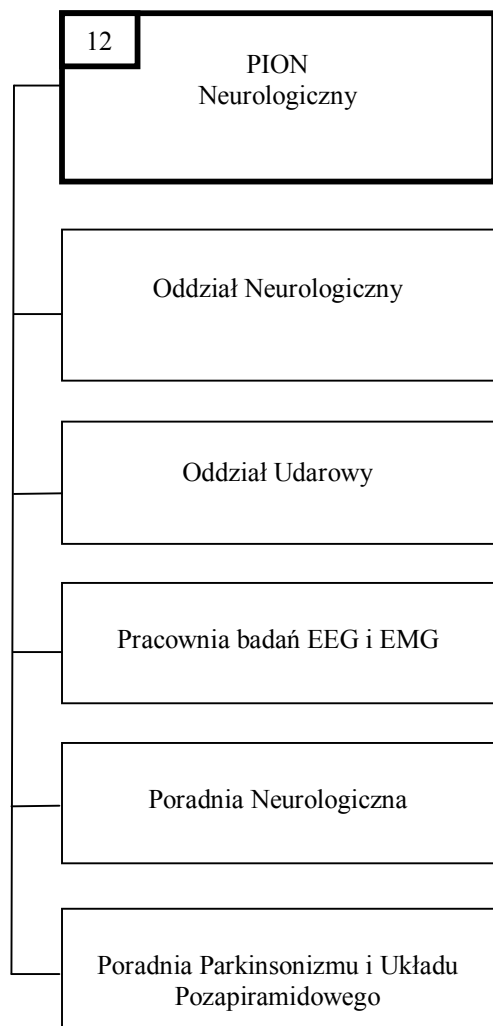 12
PION
Neurologiczny
Oddział Neurologiczny
Oddział Udarowy
Pracownia badań EEG i EMG
Poradnia Neurologiczna
Poradnia Parkinsonizmu i Układu
Pozapiramidowego